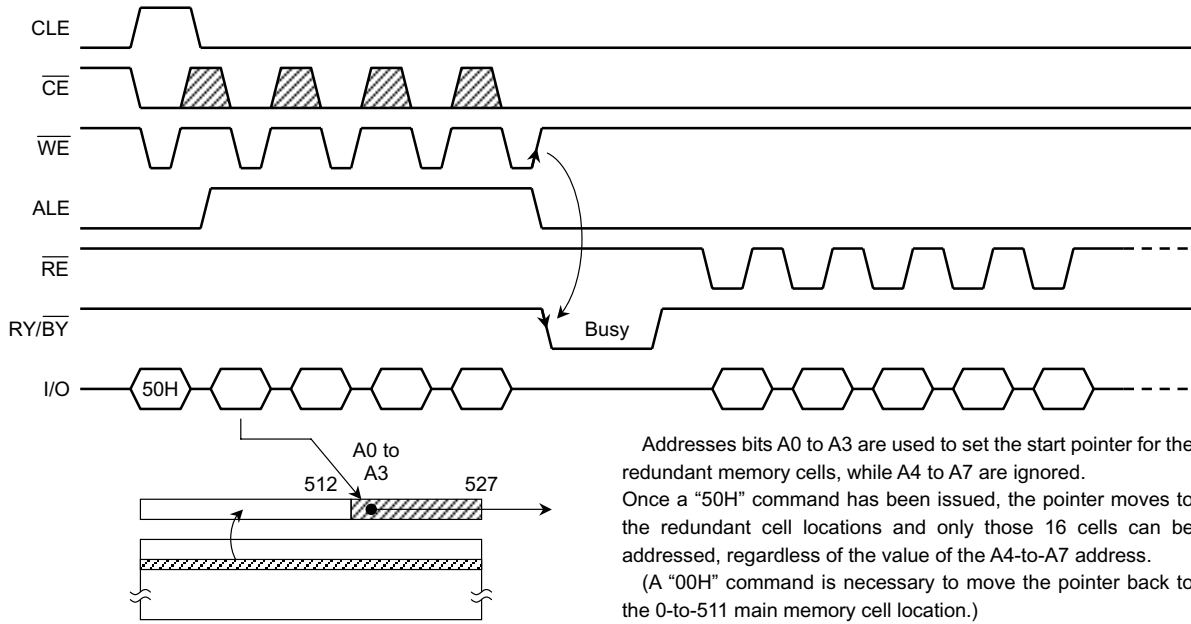 CLE
CE
WE
ALE
RE
RY/BY
Busy
I/O
50H
A0 to
A3
512
527
Addresses bits A0 to A3 are used to set the start pointer for the
redundant memory cells, while A4 to A7 are ignored.
Once a “50H” command has been issued, the pointer moves to
the redundant cell locations and only those 16 cells can be
addressed, regardless of the value of the A4-to-A7 address.
(A “00H” command is necessary to move the pointer back to
the 0-to-511 main memory cell location.)